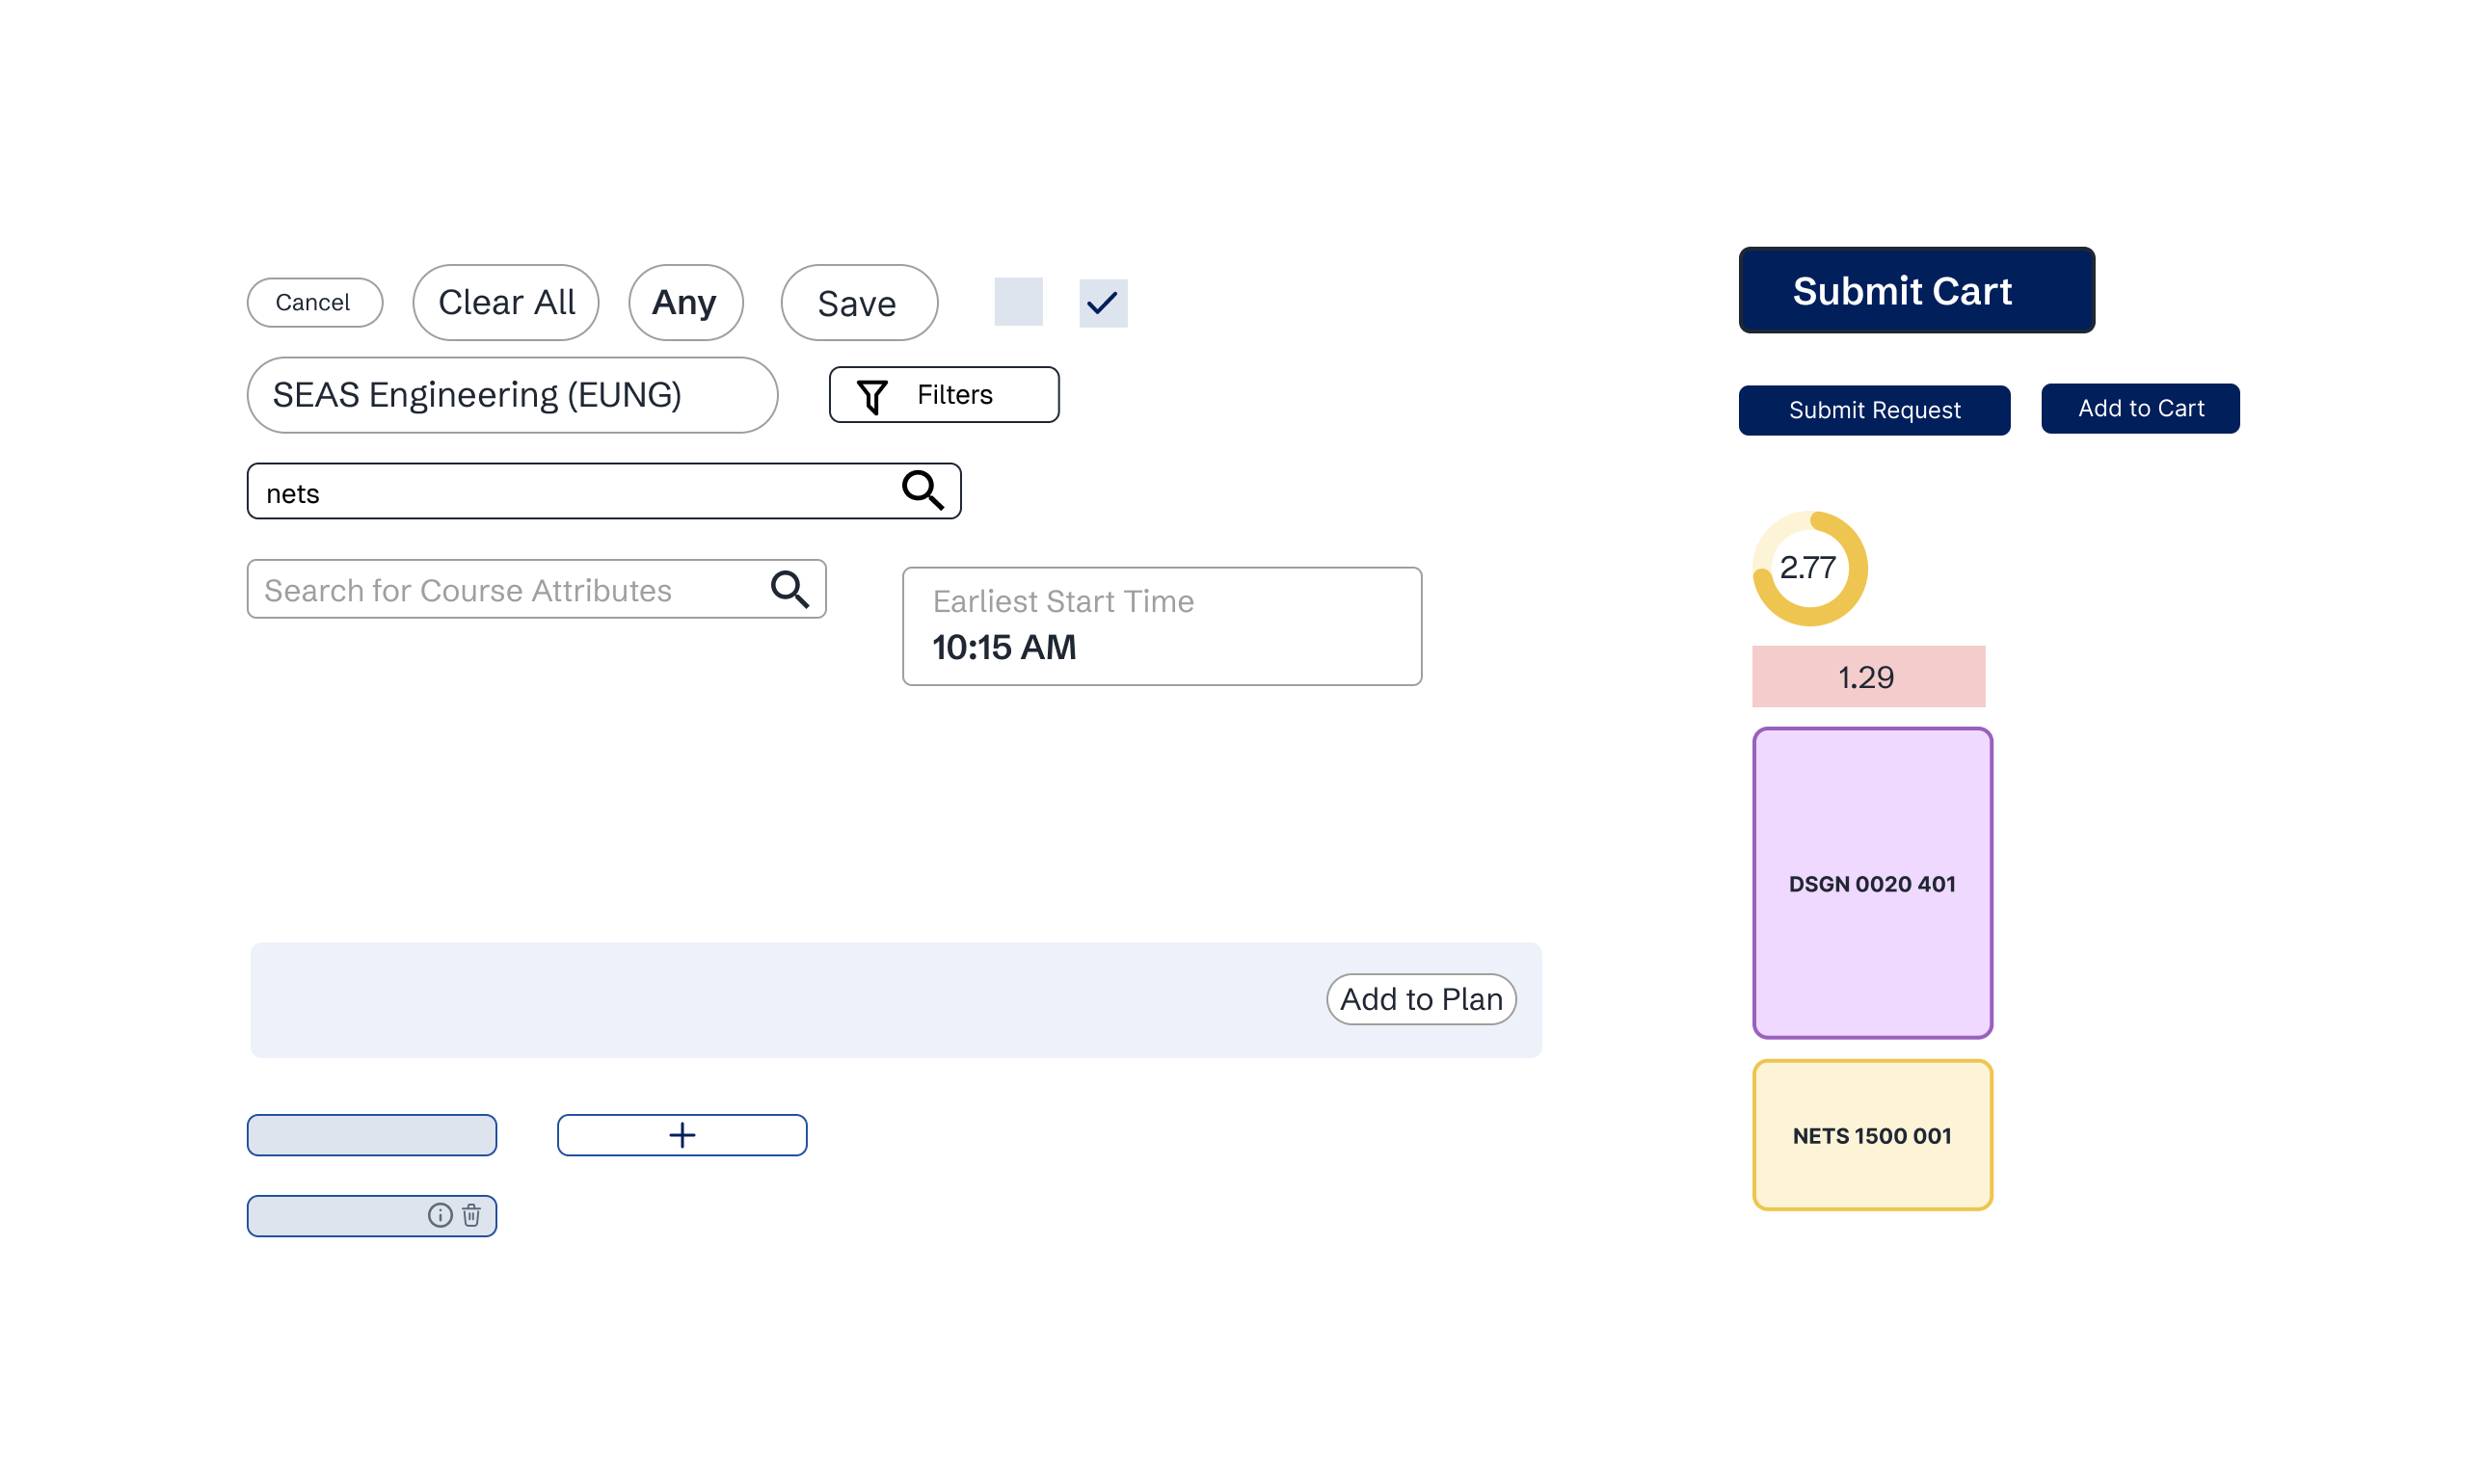 Cancel
Clear All
Any
Save
SEAS Engineering (EUNG)
Filters
nets
Search for Course Attributes
Earliest Start Time
10:15 AM
Add to Plan
Submit Cart
Submit Request
Add to Cart
2.77
1.29
DSGN 0020 401
NETS 1500 001